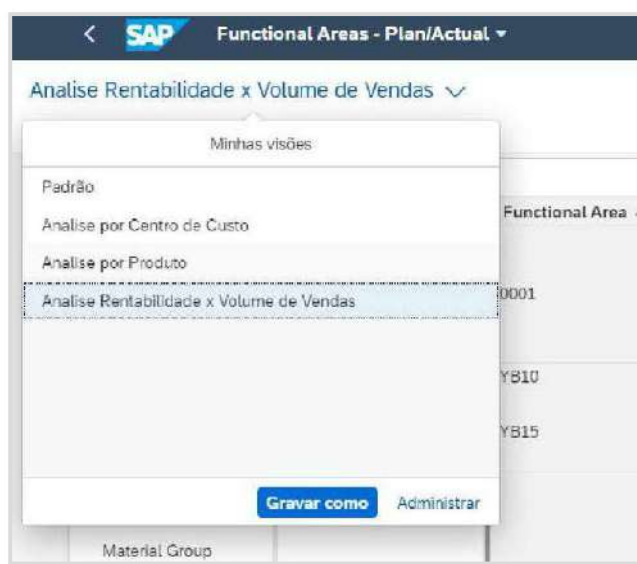 SAP Functional Areas - Plan/Actual
Analise Rentabilidade x Volume de Vendas
Minhas visões
Padrão
Analise por Centro de Custo
Analise por Produto
Analise Rentabilidade x Volume de Vendas
Gravar como Administrar
Functional Area
0001
YB10
YB15
Material Group